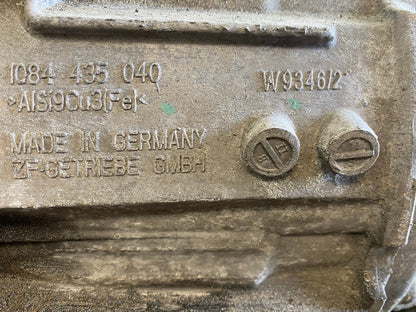 1084 435 040
>AlSi9Cu3(Fe)<
W9346/2
MADE IN GERMANY
ZF-GETRIEBE GMBH